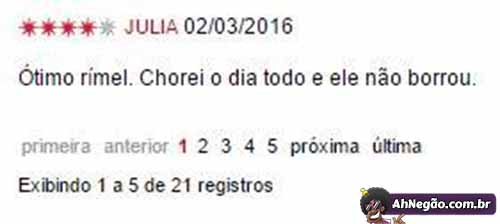 JULIA 02/03/2016
Ótimo rímel. Chorei o dia todo e ele não borrou.
primeira anterior 1 2 3 4 5 próxima última
Exibindo 1 a 5 de 21 registros
AhNegão.com.br